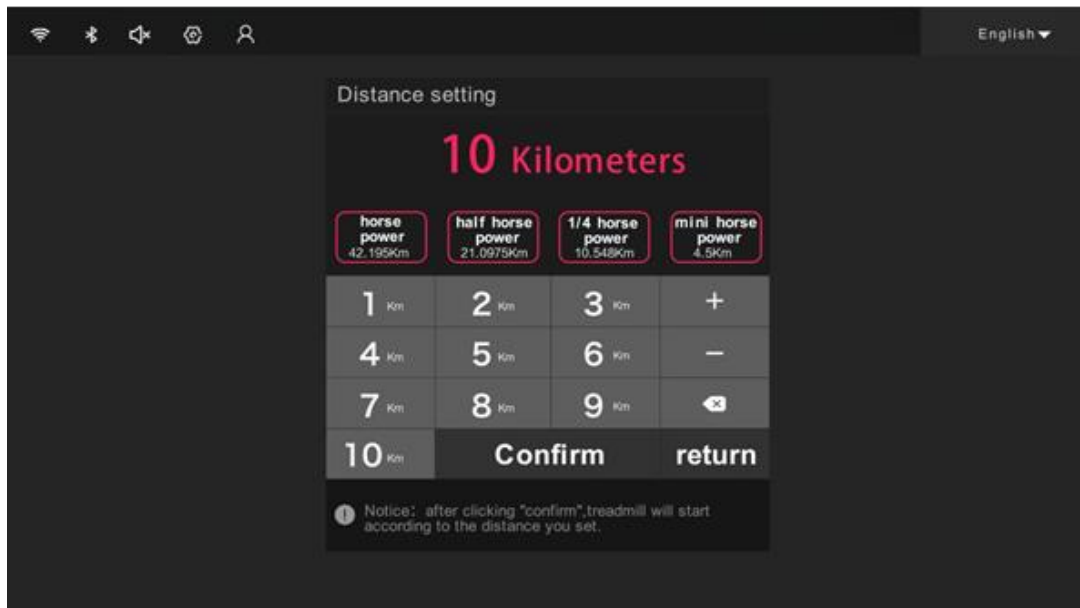 English
Distance setting
10 Kilometers
horse
power
42.195Km
half horse
power
21.0975Km
1/4 horse
power
10.548Km
mini horse
power
4.5Km
1 Km
2 Km
3 Km
+
4 Km
5 Km
6 Km
−
7 Km
8 Km
9 Km
10 Km
Confirm
return
Notice: after clicking "confirm",treadmill will start
according to the distance you set.